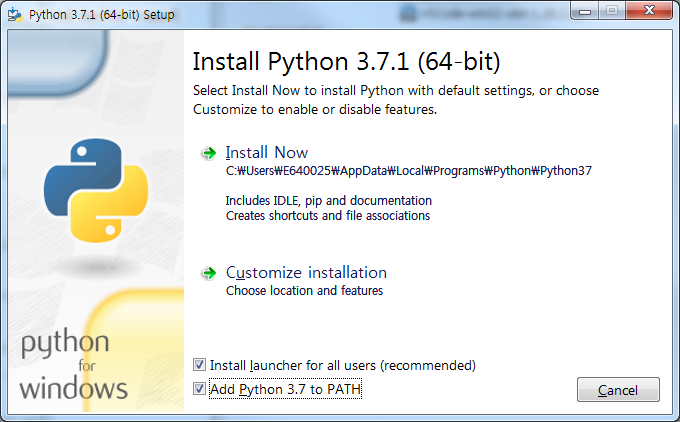 Python 3.7.1 (64-bit) Setup
Install Python 3.7.1 (64-bit)
Select Install Now to install Python with default settings, or choose
Customize to enable or disable features.
Install Now
C:₩Users₩E640025₩AppData₩Local₩Programs₩Python₩Python37
Includes IDLE, pip and documentation
Creates shortcuts and file associations
Customize installation
Choose location and features
python
for
windows
Install launcher for all users (recommended)
Add Python 3.7 to PATH
Cancel